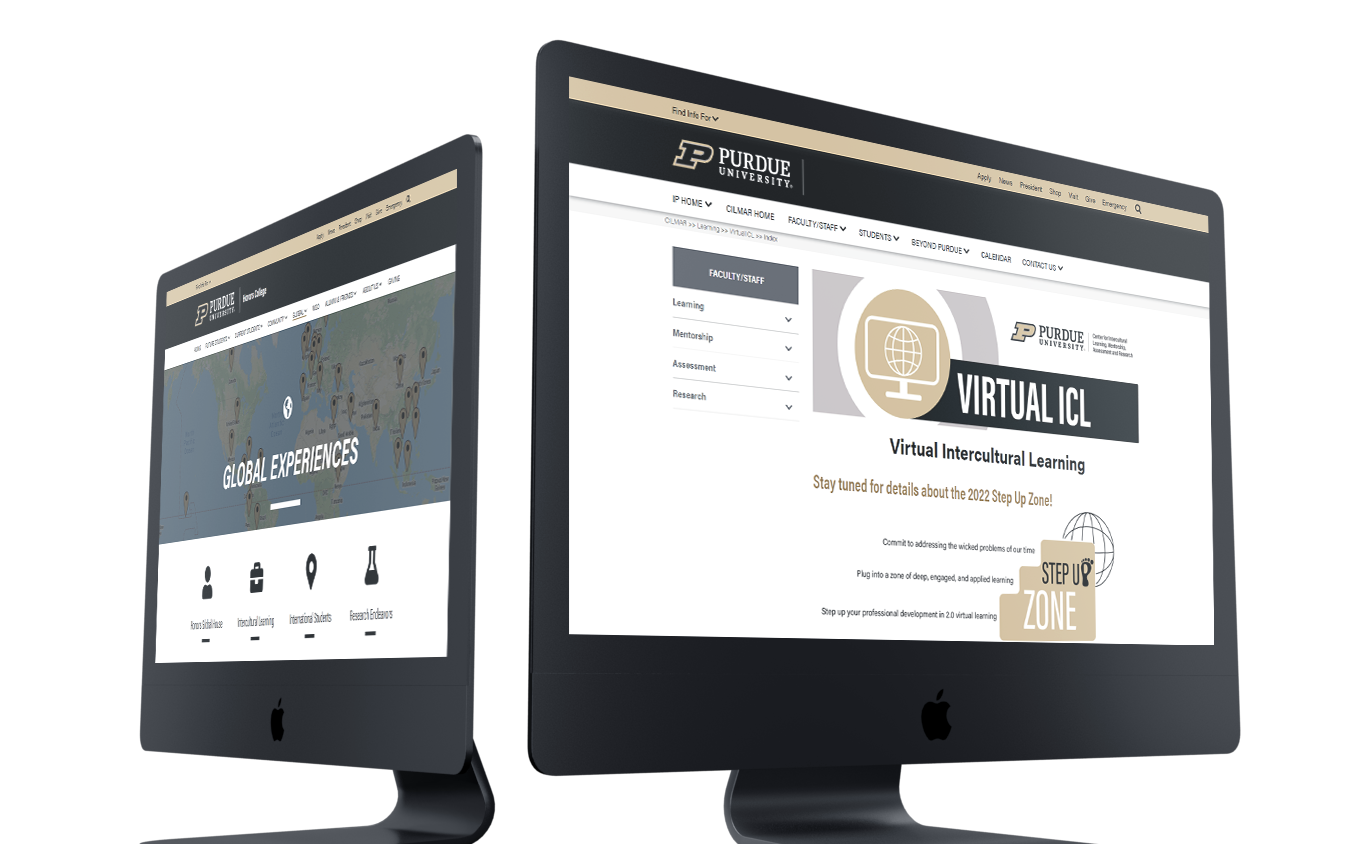 Find Info For
Apply News President Shop Visit Give Emergency
PURDUE
UNIVERSITY
Honors College
HOME FUTURE STUDENTS CURRENT STUDENTS COMMUNITY GLOBAL ALUMNI & FRIENDS ABOUT US GIVING
GLOBAL EXPERIENCES
Honors Global House
Intercultural Learning
International Students
Research Endeavours
Find Info For
Apply News President Shop Visit Give Emergency
PURDUE
UNIVERSITY
IP HOME CILMAR HOME FACULTY/STAFF STUDENTS BEYOND PURDUE CALENDAR CONTACT US
CILMAR >> Learning >> VirtualICL >> Index
FACULTY/STAFF
Learning
Mentorship
Assessment
Research
PURDUE
UNIVERSITY
Center for Intercultural
Learning, Mentorship,
Assessment and Research
VIRTUAL ICL
Virtual Intercultural Learning
Stay tuned for details about the 2022 Step Up Zone!
Commit to addressing the wicked problems of our time
Plug into a zone of deep, engaged, and applied learning
Step up your professional development in 2.0 virtual learning
STEP UP
ZONE